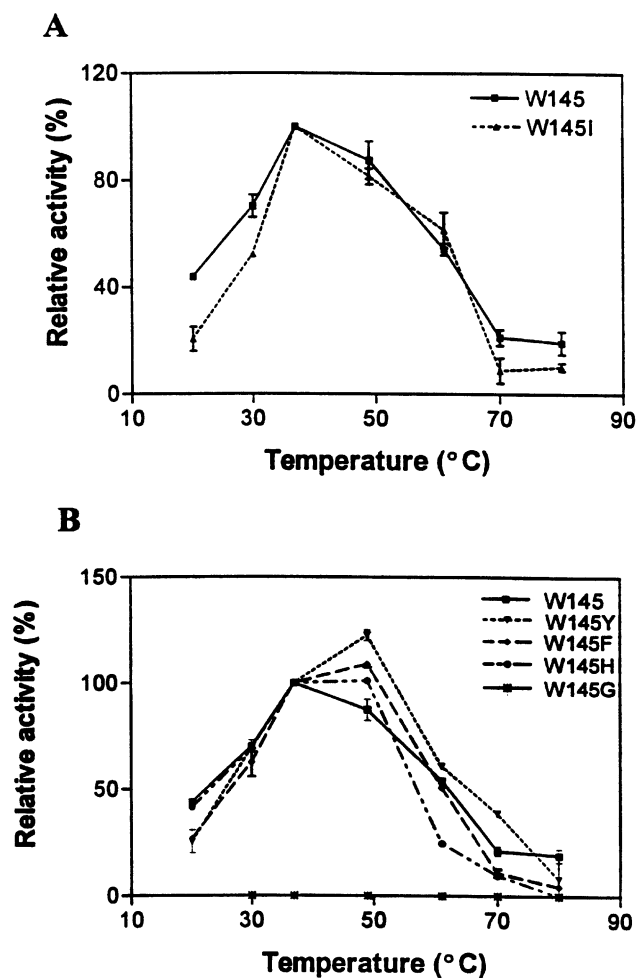 A
120
80
40
0
Relative activity (%)
W145
W145I
10 30 50 70 90
Temperature (°C)
B
150
100
50
0
Relative activity (%)
W145
W145Y
W145F
W145H
W145G
10 30 50 70 90
Temperature (°C)